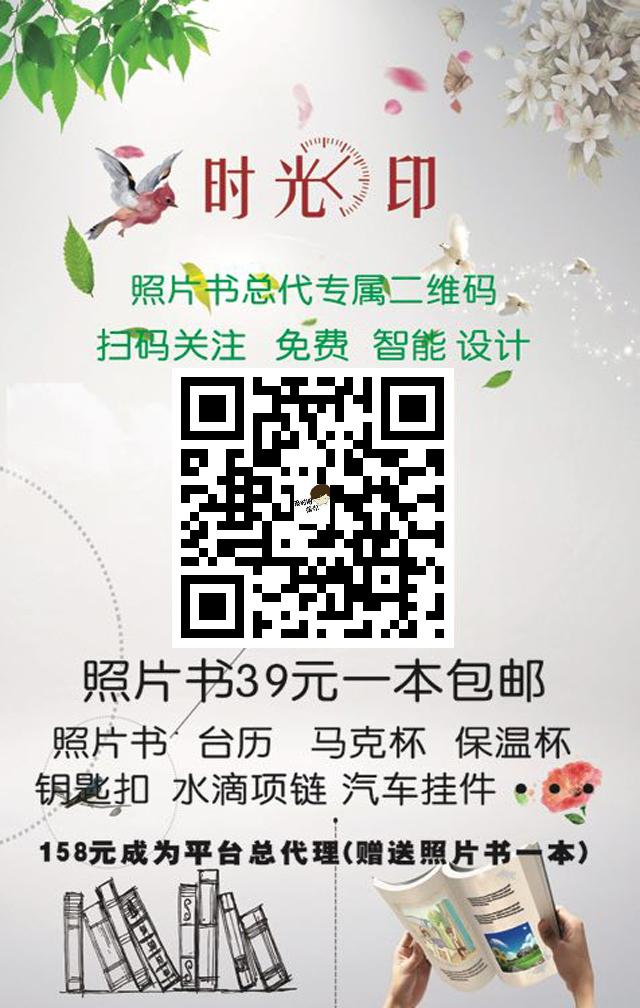 时光印
照片书总代专属二维码
扫码关注 免费 智能 设计
照片书39元一本包邮
照片书 台历 马克杯 保温杯
钥匙扣 水滴项链 汽车挂件
158元成为平台总代理(赠送照片书一本)